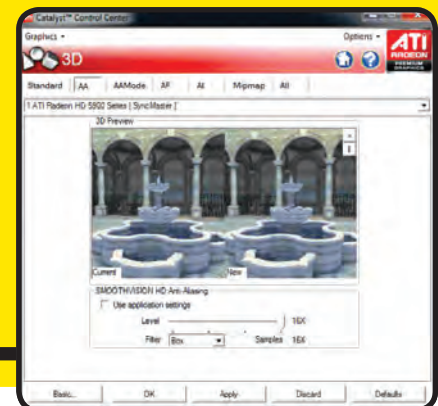 Catalyst™ Control Center
Graphics
Options
ATI
RADEON
PREMIUM
GRAPHICS
3D
Standard AA AAMode AF AI Mipmap All
1. ATI Radeon HD 5800 Series [ SyncMaster ]
3D Preview
Current New
SMOOTHVISION HD Anti-Aliasing
Use application settings
Level 16X
Filter Box Samples 16X
Basic... OK Apply Discard Defaults